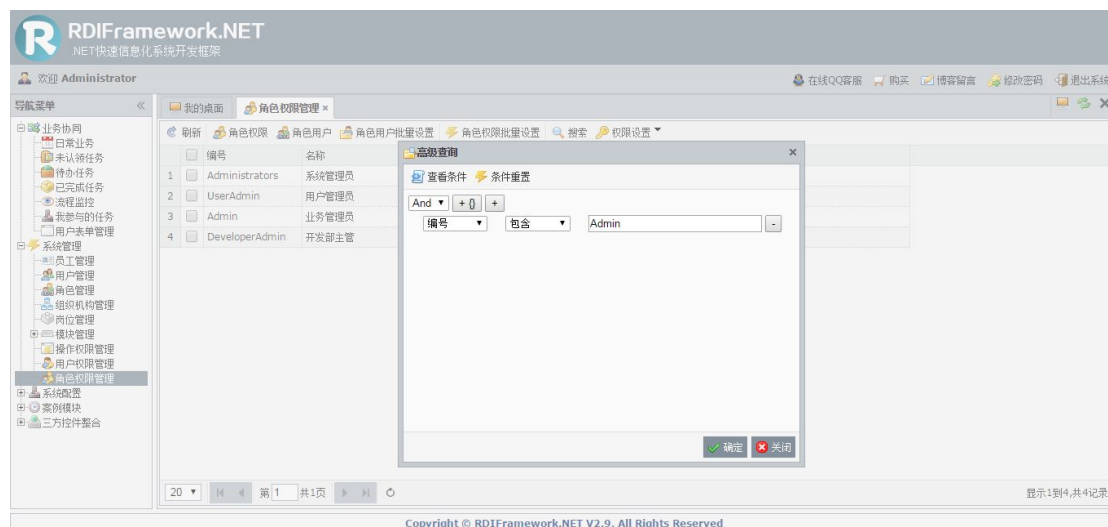 RDIFramework.NET
.NET快速信息化系统开发框架
欢迎 Administrator
在线QQ客服 购买 博客留言 修改密码 退出系统
导航菜单
我的桌面 角色权限管理
刷新 角色权限 角色用户 角色用户批量设置 角色权限批量设置 搜索 权限设置
业务协同
日常业务
未认领任务
待办任务
已完成任务
流程监控
我参与的任务
用户表单管理
系统管理
员工管理
用户管理
角色管理
组织机构管理
岗位管理
模块管理
操作权限管理
用户权限管理
角色权限管理
系统配置
案例模块
三方控件整合
编号 名称
1 Administrators 系统管理员
2 UserAdmin 用户管理员
3 Admin 业务管理员
4 DeveloperAdmin 开发部主管
高级查询
查看条件 条件重置
And + {} +
编号 包含 Admin -
确定 关闭
20 第 1 共1页
显示1到4,共4记录
Copyright © RDIFramework.NET V2.9. All Rights Reserved